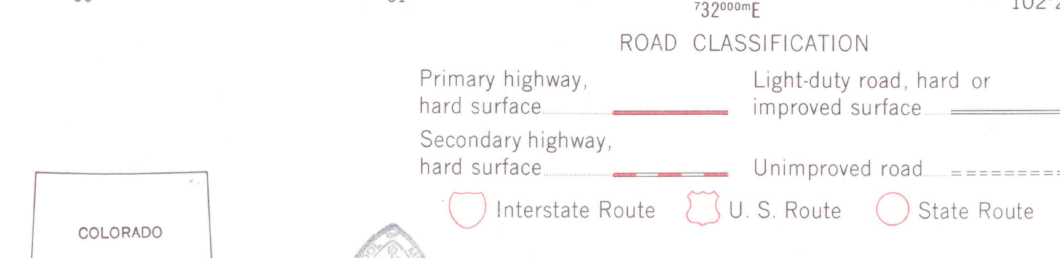 ⁷32⁰⁰⁰ᵐE
ROAD CLASSIFICATION
Primary highway,
hard surface
Light-duty road, hard or
improved surface
Secondary highway,
hard surface
Unimproved road
Interstate Route
U. S. Route
State Route
COLORADO